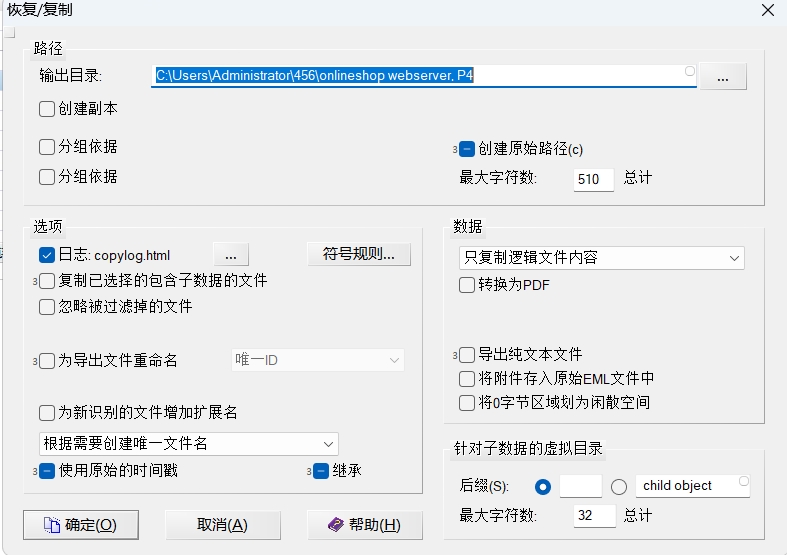 恢复/复制
路径
输出目录: C:\Users\Administrator\456\onlineshop webserver, P4 ...
创建副本
分组依据 3 创建原始路径(c)
分组依据 最大字符数: 510 总计
选项
日志: copylog.html ... 符号规则...
3 复制已选择的包含子数据的文件
忽略被过滤掉的文件
3 为导出文件重命名 唯一ID
为新识别的文件增加扩展名
根据需要创建唯一文件名
3 使用原始的时间戳 3 继承
数据
只复制逻辑文件内容
转换为PDF
3 导出纯文本文件
将附件存入原始EML文件中
将0字节区域划为闲散空间
针对子数据的虚拟目录
后缀(S): child object
最大字符数: 32 总计
确定(O) 取消(A) 帮助(H)